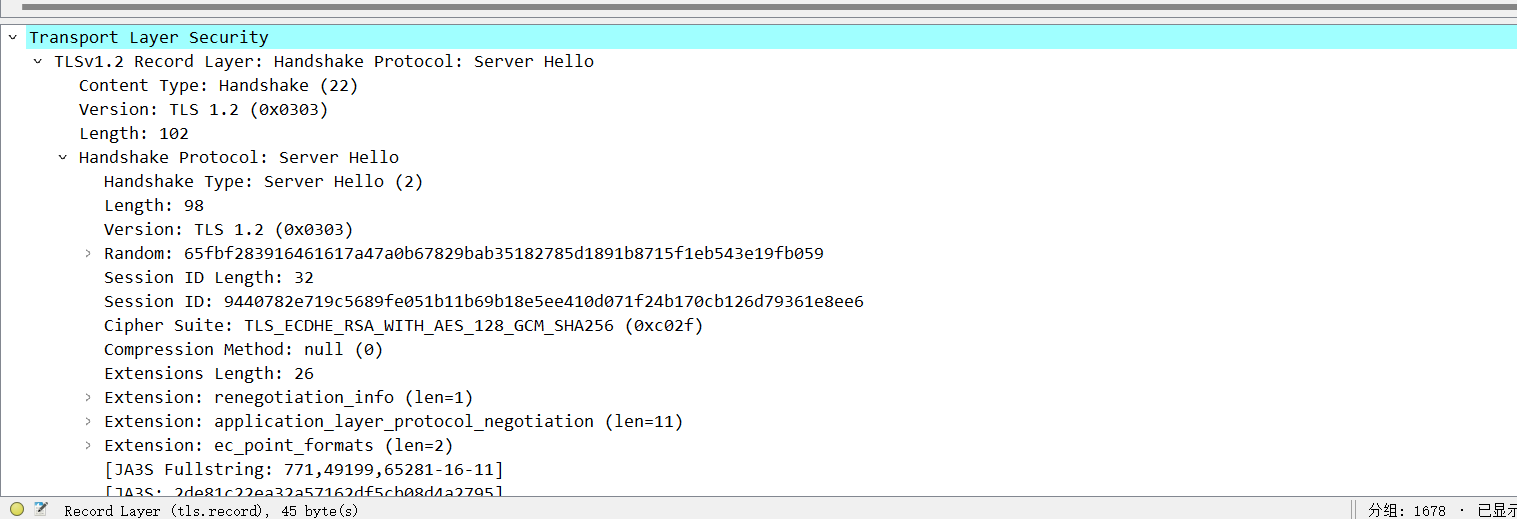 Transport Layer Security
TLSv1.2 Record Layer: Handshake Protocol: Server Hello
Content Type: Handshake (22)
Version: TLS 1.2 (0x0303)
Length: 102
Handshake Protocol: Server Hello
Handshake Type: Server Hello (2)
Length: 98
Version: TLS 1.2 (0x0303)
Random: 65fbf283916461617a47a0b67829bab35182785d1891b8715f1eb543e19fb059
Session ID Length: 32
Session ID: 9440782e719c5689fe051b11b69b18e5ee410d071f24b170cb126d79361e8ee6
Cipher Suite: TLS_ECDHE_RSA_WITH_AES_128_GCM_SHA256 (0xc02f)
Compression Method: null (0)
Extensions Length: 26
Extension: renegotiation_info (len=1)
Extension: application_layer_protocol_negotiation (len=11)
Extension: ec_point_formats (len=2)
[JA3S Fullstring: 771,49199,65281-16-11]
[JA3S: 2de81c22ea32a57162df5cb08d4a2795]
Record Layer (tls.record), 45 byte(s)
分组: 1678 · 已显示